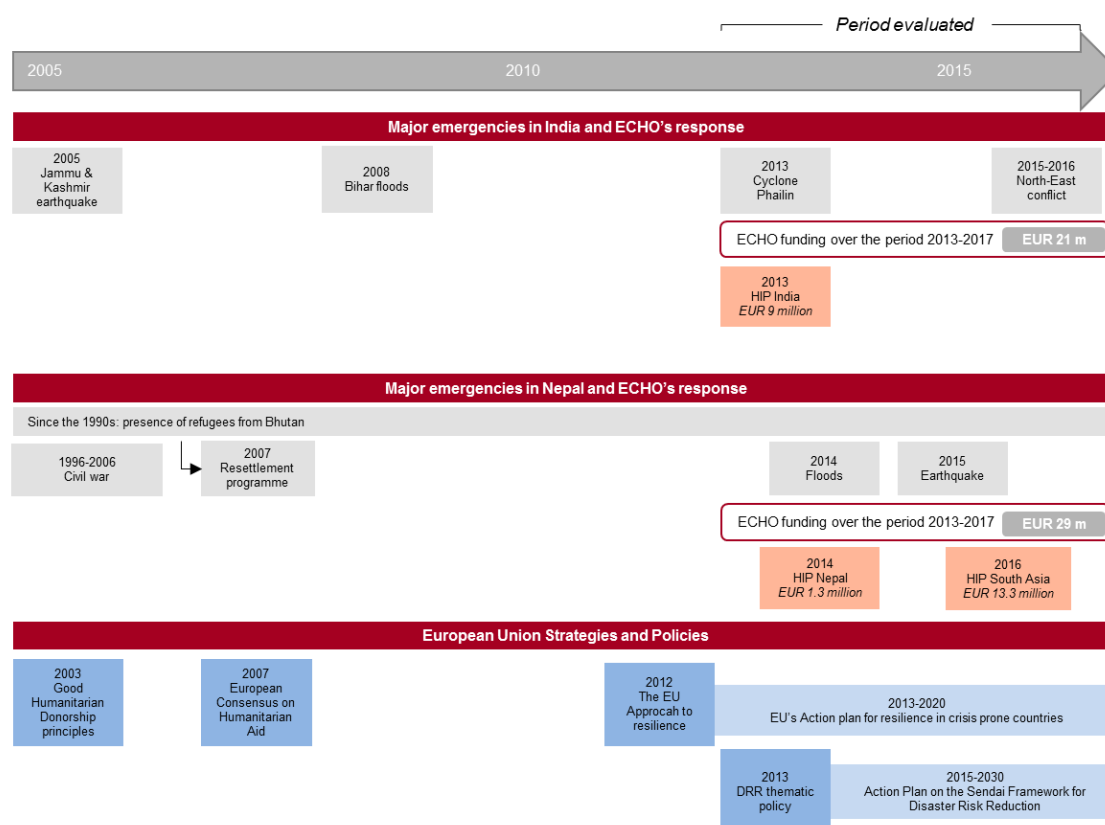 Period evaluated
2005 2010 2015
Major emergencies in India and ECHO's response
2005
Jammu &
Kashmir
earthquake
2008
Bihar floods
2013
Cyclone
Phailin
2015-2016
North-East
conflict
ECHO funding over the period 2013-2017 EUR 21 m
2013
HIP India
EUR 9 million
Major emergencies in Nepal and ECHO's response
Since the 1990s: presence of refugees from Bhutan
1996-2006
Civil war
2007
Resettlement
programme
2014
Floods
2015
Earthquake
ECHO funding over the period 2013-2017 EUR 29 m
2014
HIP Nepal
EUR 1.3 million
2016
HIP South Asia
EUR 13.3 million
European Union Strategies and Policies
2003
Good
Humanitarian
Donorship
principles
2007
European
Consensus on
Humanitarian
Aid
2012
The EU
Approcah to
resilience
2013-2020
EU's Action plan for resilience in crisis prone countries
2013
DRR thematic
policy
2015-2030
Action Plan on the Sendai Framework for
Disaster Risk Reduction